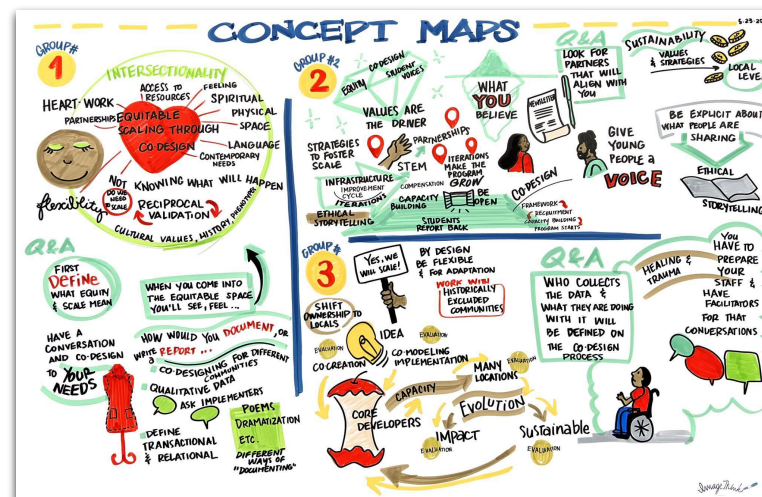 CONCEPT MAPS
5-23-20
GROUP#
1
INTERSECTIONALITY
HEART-WORK
ACCESS TO
RESOURCES
FEELING
SPIRITUAL
PHYSICAL
SPACE
PARTNERSHIPS
EQUITABLE
SCALING THROUGH
CO-DESIGN
LANGUAGE
CONTEMPORARY
NEEDS
NOT KNOWING WHAT WILL HAPPEN
flexibility
DO WE
NEED
TO SCALE?
RECIPROCAL
VALIDATION
CULTURAL VALUES, HISTORY, PHENOTYPE
Q&A
FIRST
DEFINE
WHAT EQUITY
& SCALE MEAN
WHEN YOU COME INTO
THE EQUITABLE SPACE
YOU'LL SEE, FEEL...
HAVE A
CONVERSATION
AND CO-DESIGN
TO YOUR
NEEDS
HOW WOULD YOU DOCUMENT, OR
WRITE A REPORT...
CO-DESIGNING FOR DIFFERENT
COMMUNITIES
QUALITATIVE DATA
ASK IMPLEMENTERS
DEFINE
TRANSACTIONAL
& RELATIONAL
POEMS
DRAMATIZATION
ETC.
DIFFERENT
WAYS OF
"DOCUMENTING"
GROUP #2
2
EQUITY
CO-DESIGN
STUDENT
VOICES
VALUES ARE
THE DRIVER
STRATEGIES
TO FOSTER
SCALE
PARTNERSHIPS
STEM
ITERATIONS
MAKE THE
PROGRAM
GROW
INFRASTRUCTURE
IMPROVEMENT
CYCLE
ITERATIONS
COMPENSATION
CAPACITY
BUILDING
BE
OPEN
ETHICAL
STORYTELLING
STUDENTS
REPORT BACK
CO-DESIGN
FRAMEWORK
RECRUITMENT
CAPACITY BUILDING
PROGRAM STARTS
WHAT
YOU
BELIEVE
NEWSLETTER
Q&A
LOOK FOR
PARTNERS
THAT WILL
ALIGN WITH
YOU
SUSTAINABILITY
VALUES
& STRATEGIES
LOCAL
LEVEL
GIVE
YOUNG
PEOPLE A
VOICE
BE EXPLICIT ABOUT
WHAT PEOPLE ARE
SHARING
ETHICAL
STORYTELLING
GROUP#
3
YES, WE
WILL SCALE!
BY DESIGN
BE FLEXIBLE
& FOR ADAPTATION
WORK WITH
HISTORICALLY
EXCLUDED
COMMUNITIES
SHIFT
OWNERSHIP TO
LOCALS
IDEA
EVALUATION
EVALUATION
CO-CREATION
CO-MODELING
IMPLEMENTATION
MANY
LOCATIONS
EVALUATION
CORE
DEVELOPERS
CAPACITY
EVOLUTION
IMPACT
EVALUATION
Sustainable
EVALUATION
Q&A
WHO COLLECTS
THE DATA &
WHAT THEY ARE DOING
WITH IT WILL
BE DEFINED ON
THE CO-DESIGN
PROCESS
HEALING &
TRAUMA
YOU
HAVE TO
PREPARE
YOUR
STAFF &
HAVE
FACILITATORS
FOR THAT
CONVERSATIONS
ImageThink